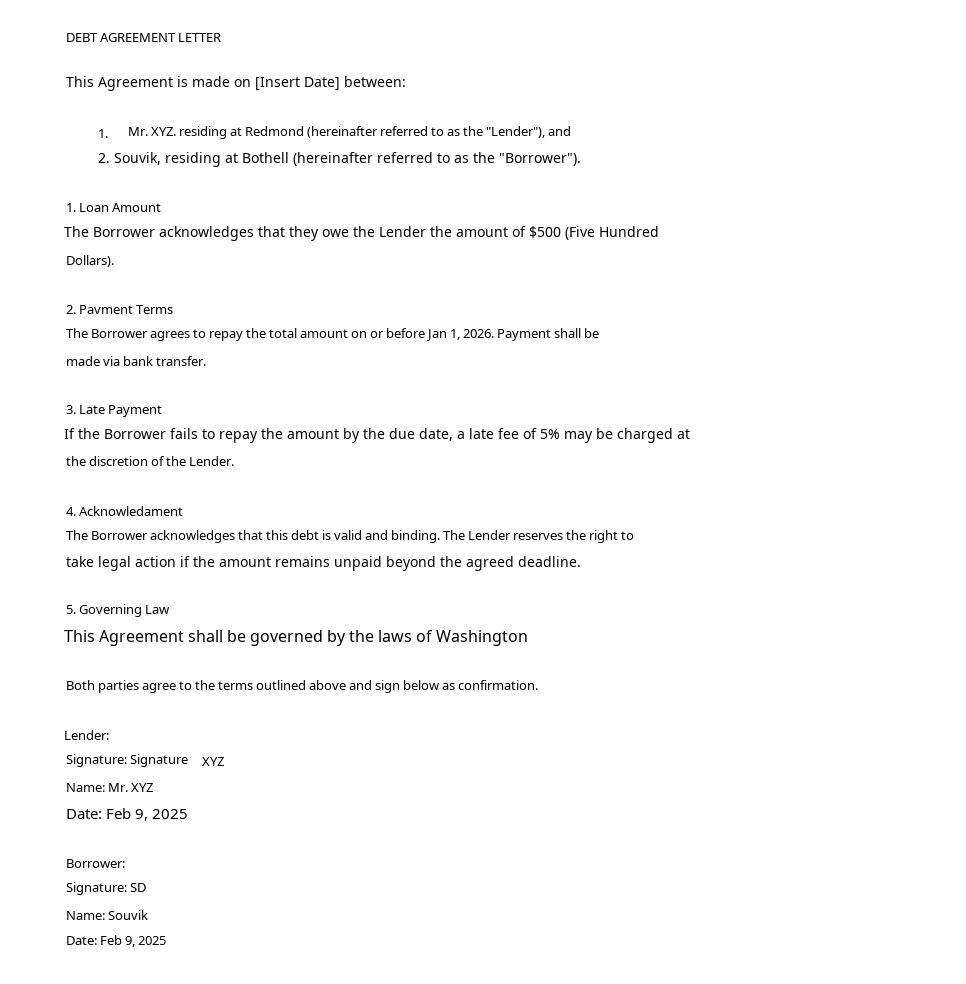 DEBT AGREEMENT LETTER
This Agreement is made on [Insert Date] between:
1. Mr. XYZ. residing at Redmond (hereinafter referred to as the "Lender"), and
2. Souvik, residing at Bothell (hereinafter referred to as the "Borrower").
1. Loan Amount
The Borrower acknowledges that they owe the Lender the amount of $500 (Five Hundred
Dollars).
2. Pavment Terms
The Borrower agrees to repay the total amount on or before Jan 1, 2026. Payment shall be
made via bank transfer.
3. Late Payment
If the Borrower fails to repay the amount by the due date, a late fee of 5% may be charged at
the discretion of the Lender.
4. Acknowledament
The Borrower acknowledges that this debt is valid and binding. The Lender reserves the right to
take legal action if the amount remains unpaid beyond the agreed deadline.
5. Governing Law
This Agreement shall be governed by the laws of Washington
Both parties agree to the terms outlined above and sign below as confirmation.
Lender:
Signature: Signature XYZ
Name: Mr. XYZ
Date: Feb 9, 2025
Borrower:
Signature: SD
Name: Souvik
Date: Feb 9, 2025